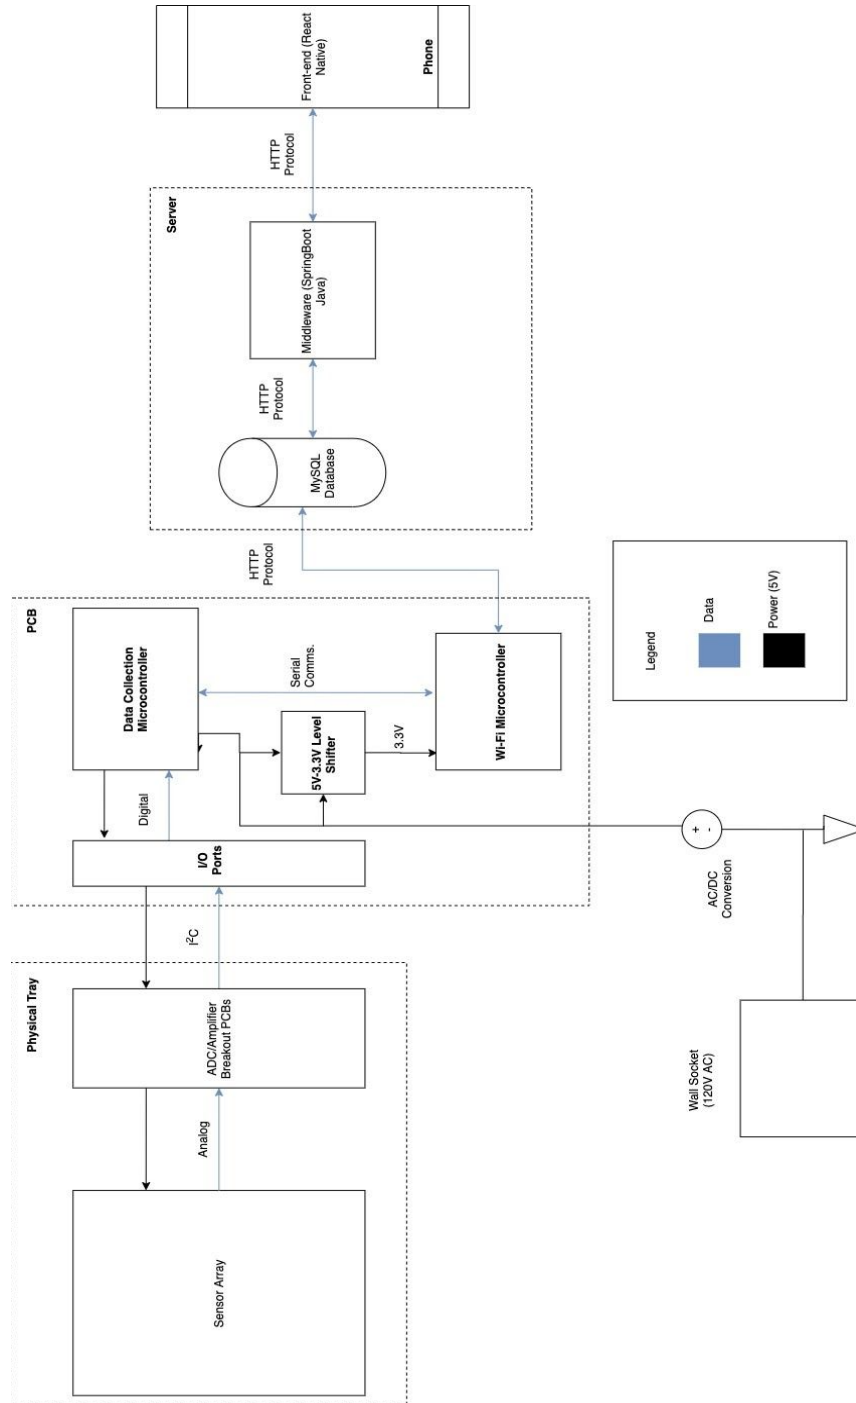 Physical Tray
Sensor Array
Analog
ADC/Amplifier
Breakout PCBs
I²C
PCB
I/O
Ports
Digital
Data Collection
Microcontroller
5V-3.3V Level
Shifter
3.3V
Serial
Comms.
Wi-Fi Microcontroller
HTTP
Protocol
Server
MySQL
Database
HTTP
Protocol
Middleware (SpringBoot
Java)
HTTP
Protocol
Front-end (React
Native)
Phone
Wall Socket
(120V AC)
AC/DC
Conversion
+
-
Legend
Data
Power (5V)